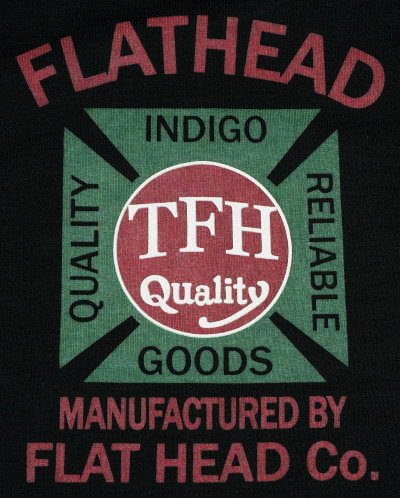 FLATHEAD
INDIGO
QUALITY
RELIABLE
TFH
Quality
GOODS
MANUFACTURED BY
FLAT HEAD Co.